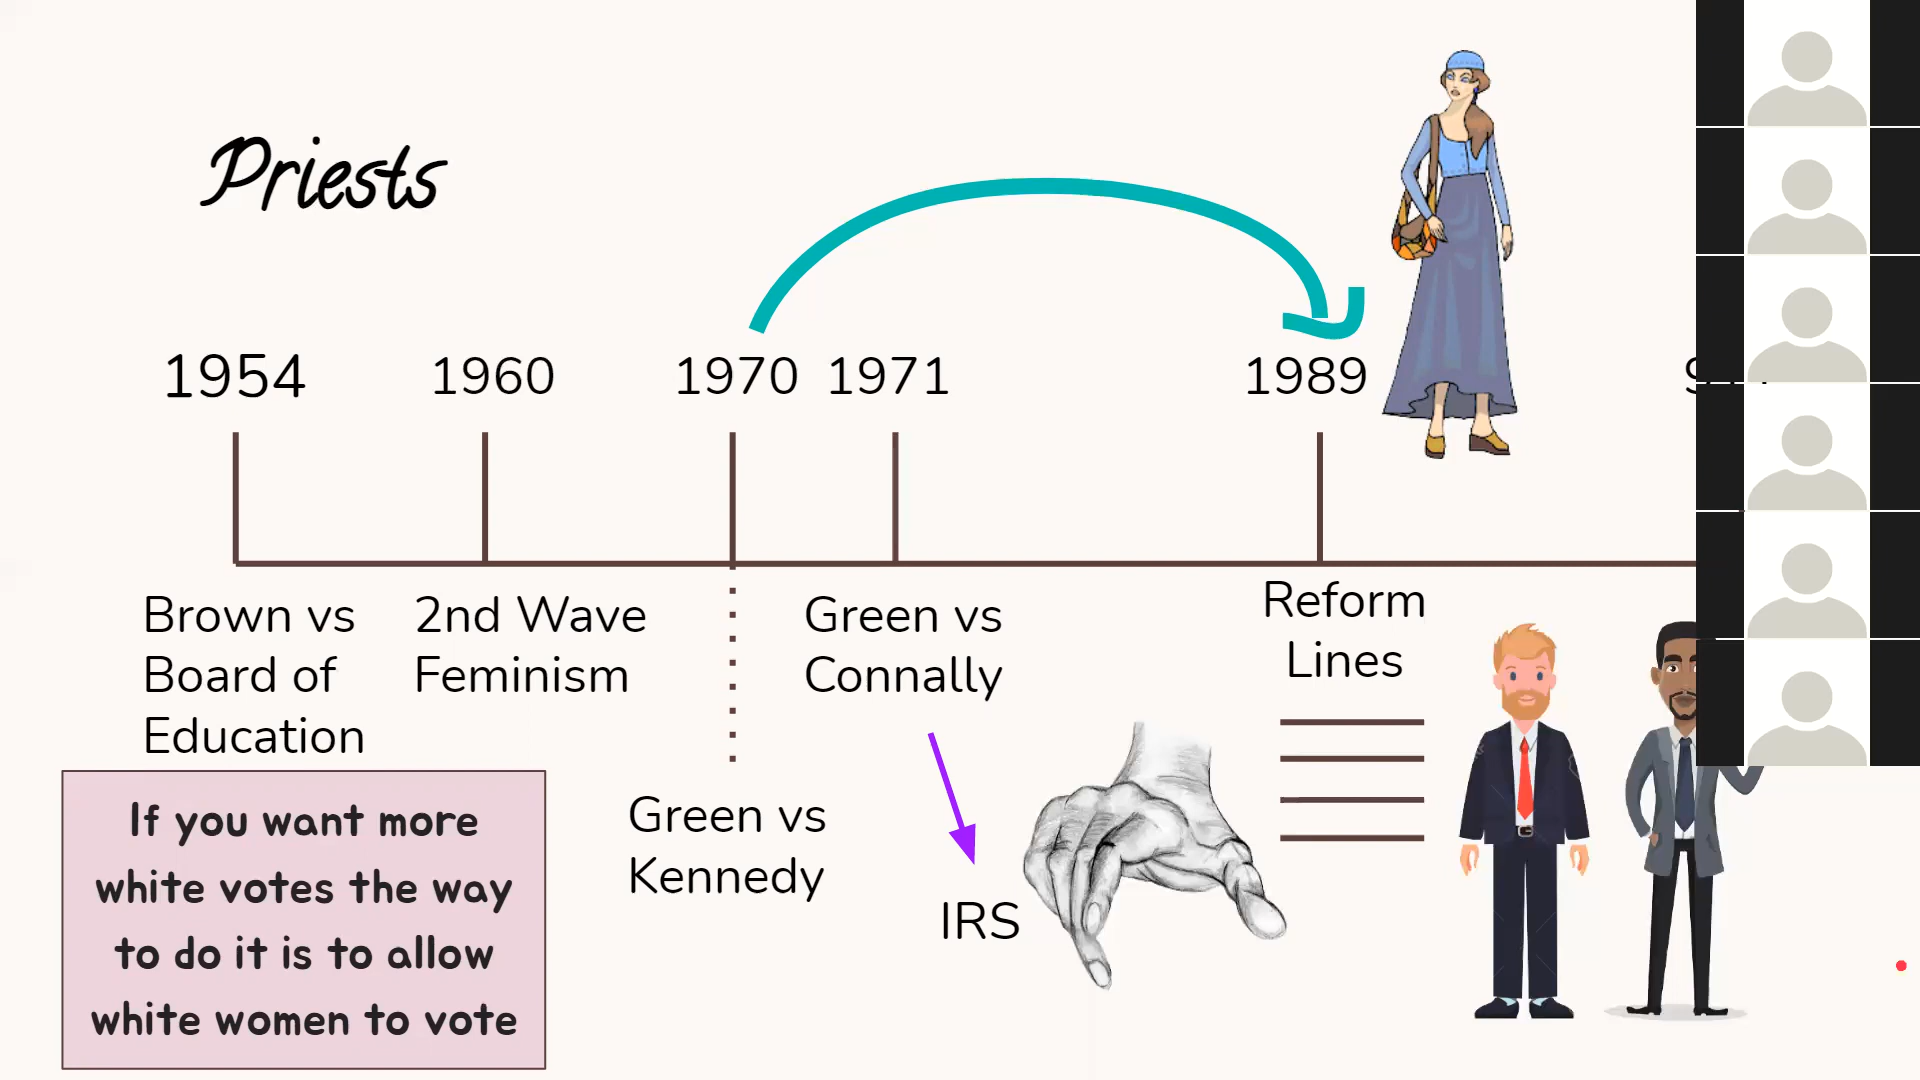 Priests
1954
1960
1970
1971
1989
Brown vs
Board of
Education
2nd Wave
Feminism
Green vs
Kennedy
Green vs
Connally
IRS
Reform
Lines
If you want more
white votes the way
to do it is to allow
white women to vote